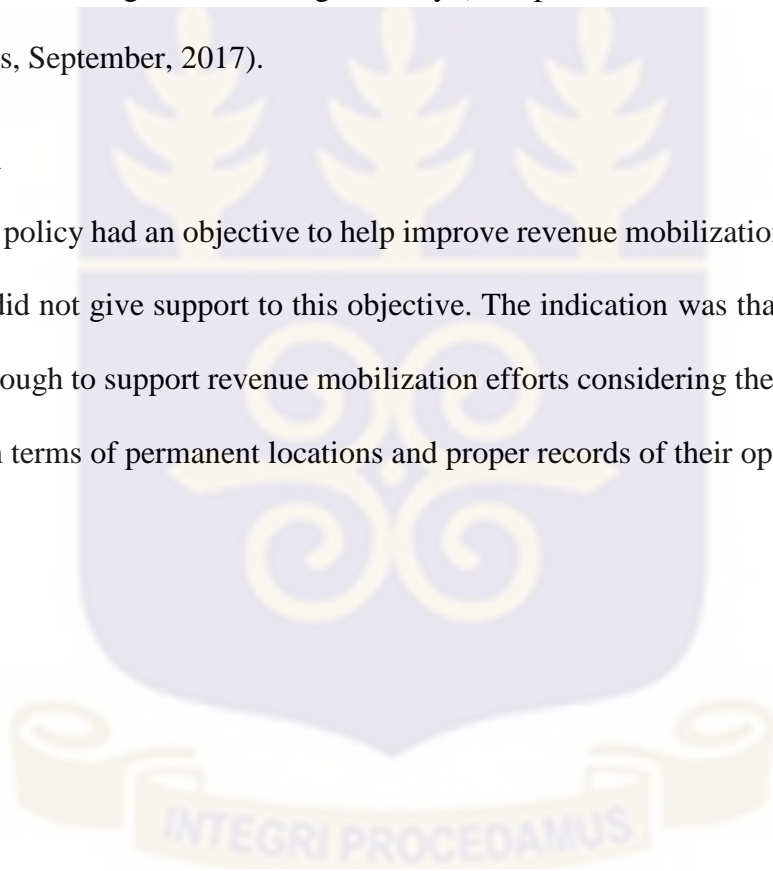 s, September, 2017).
policy had an objective to help improve revenue mobilization
did not give support to this objective. The indication was tha
ough to support revenue mobilization efforts considering the
terms of permanent locations and proper records of their op
INTEGRI PROCEDAMUS